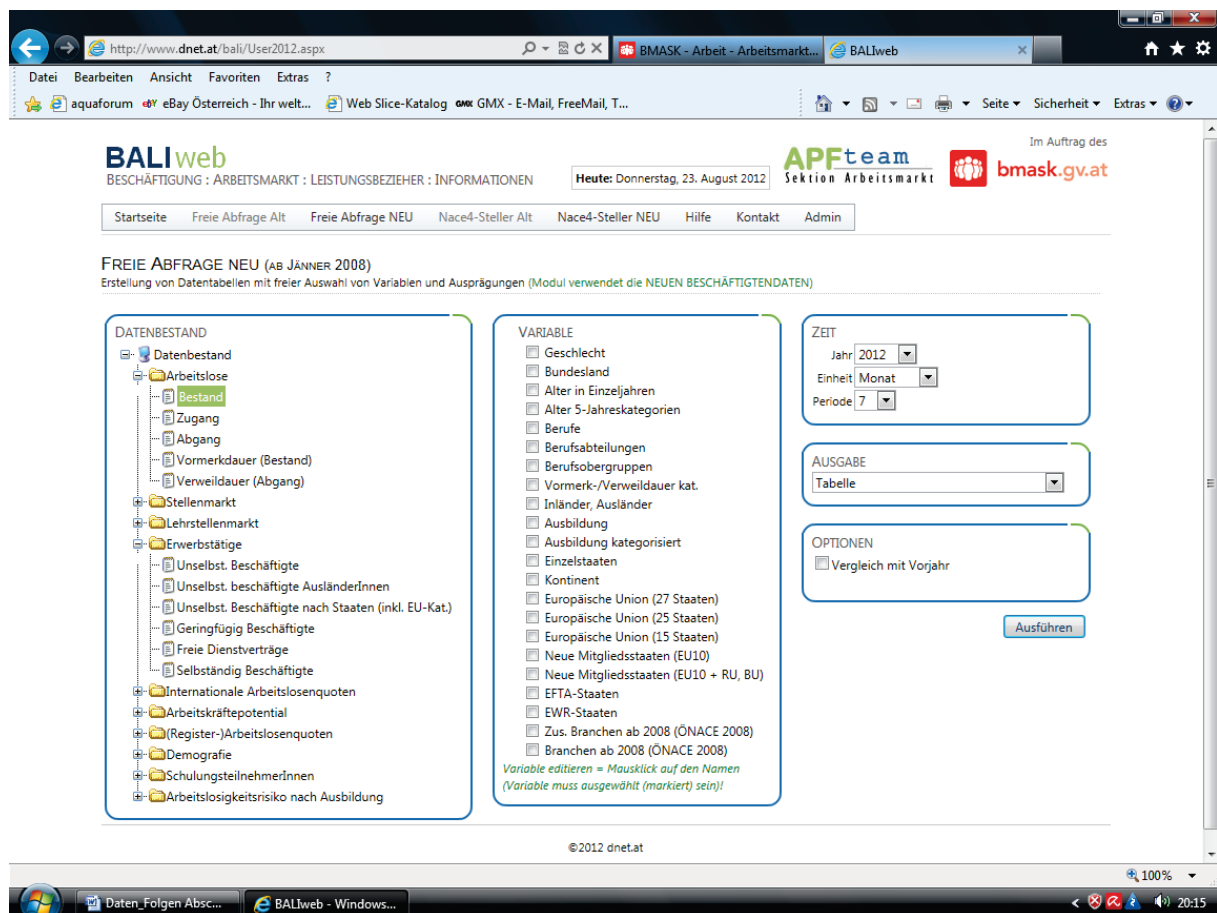 http://www.dnet.at/bali/User2012.aspx
BMASK - Arbeit - Arbeitsmarkt...
BALIweb
Datei Bearbeiten Ansicht Favoriten Extras ?
aquaforum
eBay Österreich - Ihr welt...
Web Slice-Katalog
GMX GMX - E-Mail, FreeMail, T...
Seite
Sicherheit
Extras
BALI web
BESCHÄFTIGUNG : ARBEITSMARKT : LEISTUNGSBEZIEHER : INFORMATIONEN
Heute: Donnerstag, 23. August 2012
APFteam
Sektion Arbeitsmarkt
Im Auftrag des
bmask.gv.at
Startseite Freie Abfrage Alt Freie Abfrage NEU Nace4-Steller Alt Nace4-Steller NEU Hilfe Kontakt Admin
FREIE ABFRAGE NEU (AB JÄNNER 2008)
Erstellung von Datentabellen mit freier Auswahl von Variablen und Ausprägungen (Modul verwendet die NEUEN BESCHÄFTIGTENDATEN)
DATENBESTAND
Datenbestand
Arbeitslose
Bestand
Zugang
Abgang
Vormerkdauer (Bestand)
Verweildauer (Abgang)
Stellenmarkt
Lehrstellenmarkt
Erwerbstätige
Unselbst. Beschäftigte
Unselbst. beschäftigte AusländerInnen
Unselbst. Beschäftigte nach Staaten (inkl. EU-Kat.)
Geringfügig Beschäftigte
Freie Dienstverträge
Selbständig Beschäftigte
Internationale Arbeitslosenquoten
Arbeitskräftepotential
(Register-)Arbeitslosenquoten
Demografie
SchulungsteilnehmerInnen
Arbeitslosigkeitsrisiko nach Ausbildung
VARIABLE
Geschlecht
Bundesland
Alter in Einzeljahren
Alter 5-Jahreskategorien
Berufe
Berufsabteilungen
Berufsobergruppen
Vormerk-/Verweildauer kat.
Inländer, Ausländer
Ausbildung
Ausbildung kategorisiert
Einzelstaaten
Kontinent
Europäische Union (27 Staaten)
Europäische Union (25 Staaten)
Europäische Union (15 Staaten)
Neue Mitgliedsstaaten (EU10)
Neue Mitgliedsstaaten (EU10 + RU, BU)
EFTA-Staaten
EWR-Staaten
Zus. Branchen ab 2008 (ÖNACE 2008)
Branchen ab 2008 (ÖNACE 2008)
Variable editieren = Mausklick auf den Namen
(Variable muss ausgewählt (markiert) sein)!
ZEIT
Jahr 2012
Einheit Monat
Periode 7
AUSGABE
Tabelle
OPTIONEN
Vergleich mit Vorjahr
Ausführen
©2012 dnet.at
100%
Daten_Folgen Absc...
BALIweb - Windows...
20:15